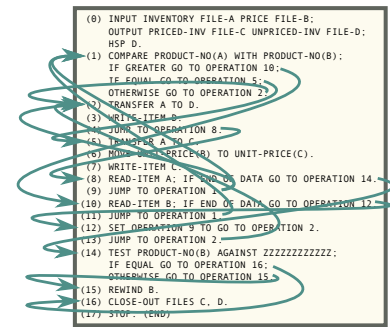 (0) INPUT INVENTORY FILE-A PRICE FILE-B;
OUTPUT PRICED-INV FILE-C UNPRICED-INV FILE-D;
HSP D.
(1) COMPARE PRODUCT-NO(A) WITH PRODUCT-NO(B);
IF GREATER GO TO OPERATION 10;
IF EQUAL GO TO OPERATION 5;
OTHERWISE GO TO OPERATION 2.
(2) TRANSFER A TO D.
(3) WRITE-ITEM D.
(4) JUMP TO OPERATION 8.
(5) TRANSFER A TO C.
(6) MOVE UNIT-PRICE(B) TO UNIT-PRICE(C).
(7) WRITE-ITEM C.
(8) READ-ITEM A; IF END OF DATA GO TO OPERATION 14.
(9) JUMP TO OPERATION 1.
(10) READ-ITEM B; IF END OF DATA GO TO OPERATION 12.
(11) JUMP TO OPERATION 1.
(12) SET OPERATION 9 TO GO TO OPERATION 2.
(13) JUMP TO OPERATION 2.
(14) TEST PRODUCT-NO(B) AGAINST ZZZZZZZZZZZZ;
IF EQUAL GO TO OPERATION 16;
OTHERWISE GO TO OPERATION 15.
(15) REWIND B.
(16) CLOSE-OUT FILES C, D.
(17) STOP. (END)